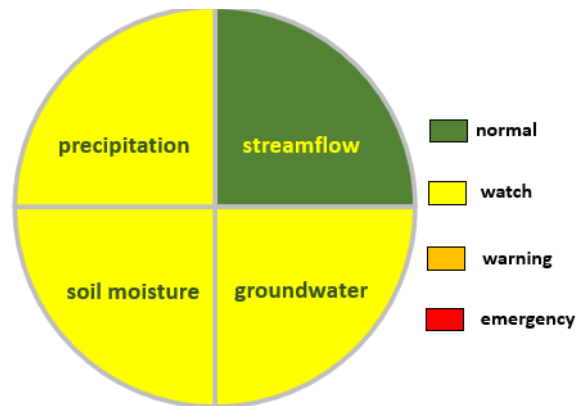 precipitation
streamflow
soil moisture
groundwater
normal
watch
warning
emergency